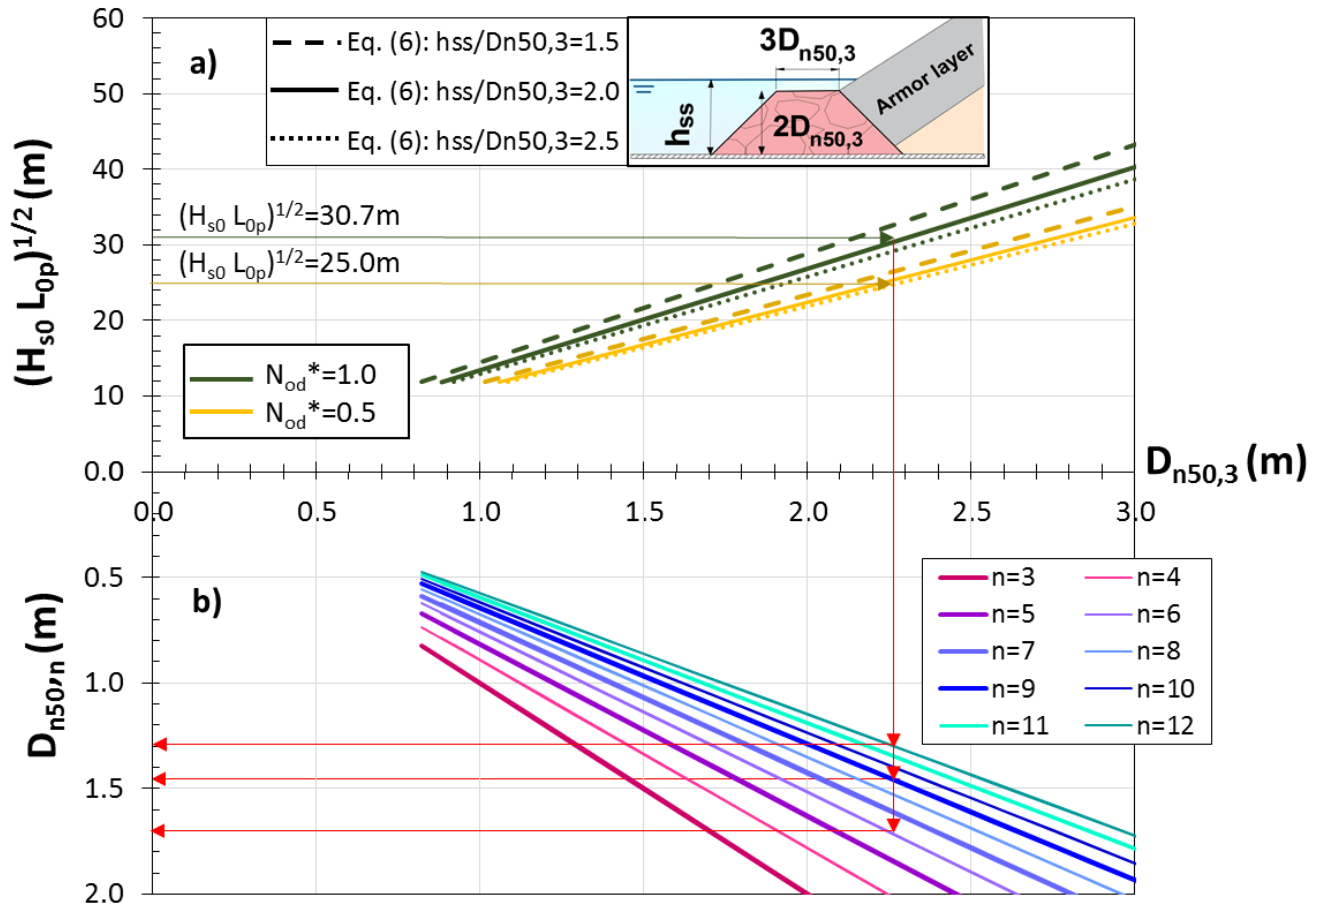 60
50
40
30
20
10
0.0
(Hs0 L0p)1/2 (m)
a)
Eq. (6): hss/Dn50,3=1.5
Eq. (6): hss/Dn50,3=2.0
Eq. (6): hss/Dn50,3=2.5
3Dn50,3
hss
2Dn50,3
Armor layer
(Hs0 L0p)1/2=30.7m
(Hs0 L0p)1/2=25.0m
Nod*=1.0
Nod*=0.5
Dn50,3 (m)
0.0 0.5 1.0 1.5 2.0 2.5 3.0
0.5
1.0
1.5
2.0
Dn50,n (m)
b)
n=3 n=4
n=5 n=6
n=7 n=8
n=9 n=10
n=11 n=12